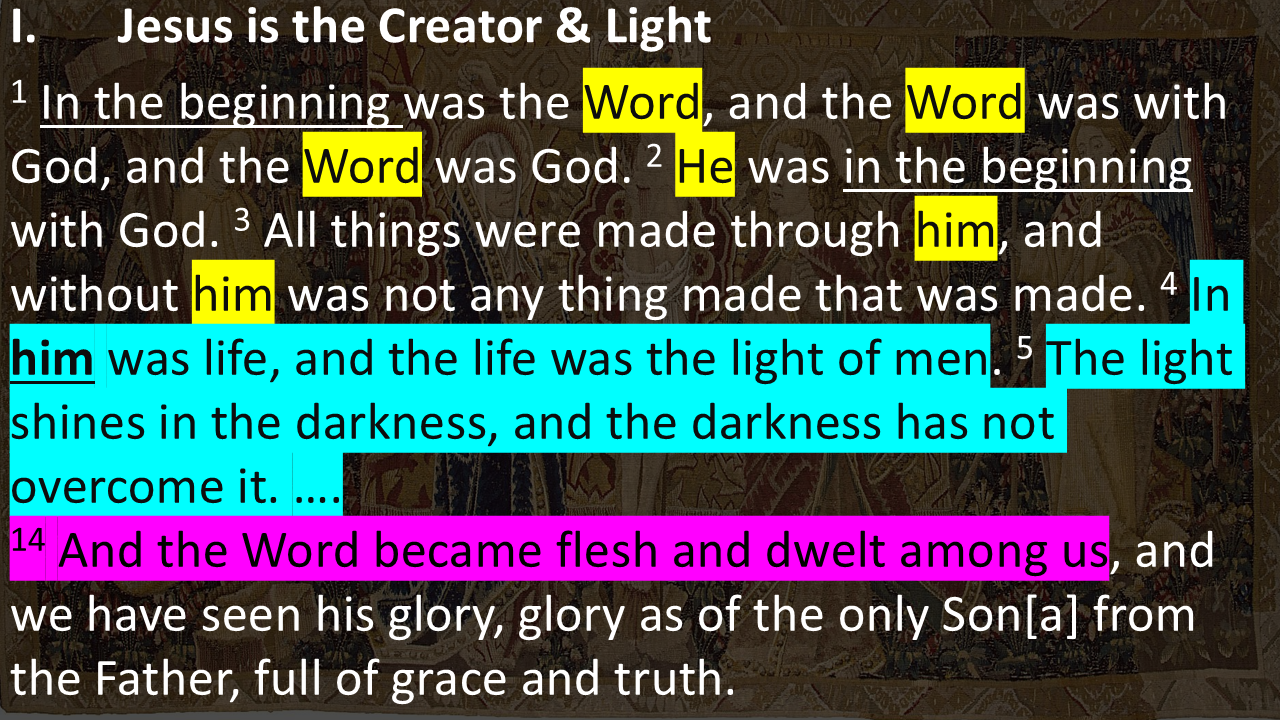 I. Jesus is the Creator & Light
1 In the beginning was the Word, and the Word was with
God, and the Word was God. 2 He was in the beginning
with God. 3 All things were made through him, and
without him was not any thing made that was made. 4 In
him was life, and the life was the light of men. 5 The light
shines in the darkness, and the darkness has not
overcome it. ....
14 And the Word became flesh and dwelt among us, and
we have seen his glory, glory as of the only Son[a] from
the Father, full of grace and truth.